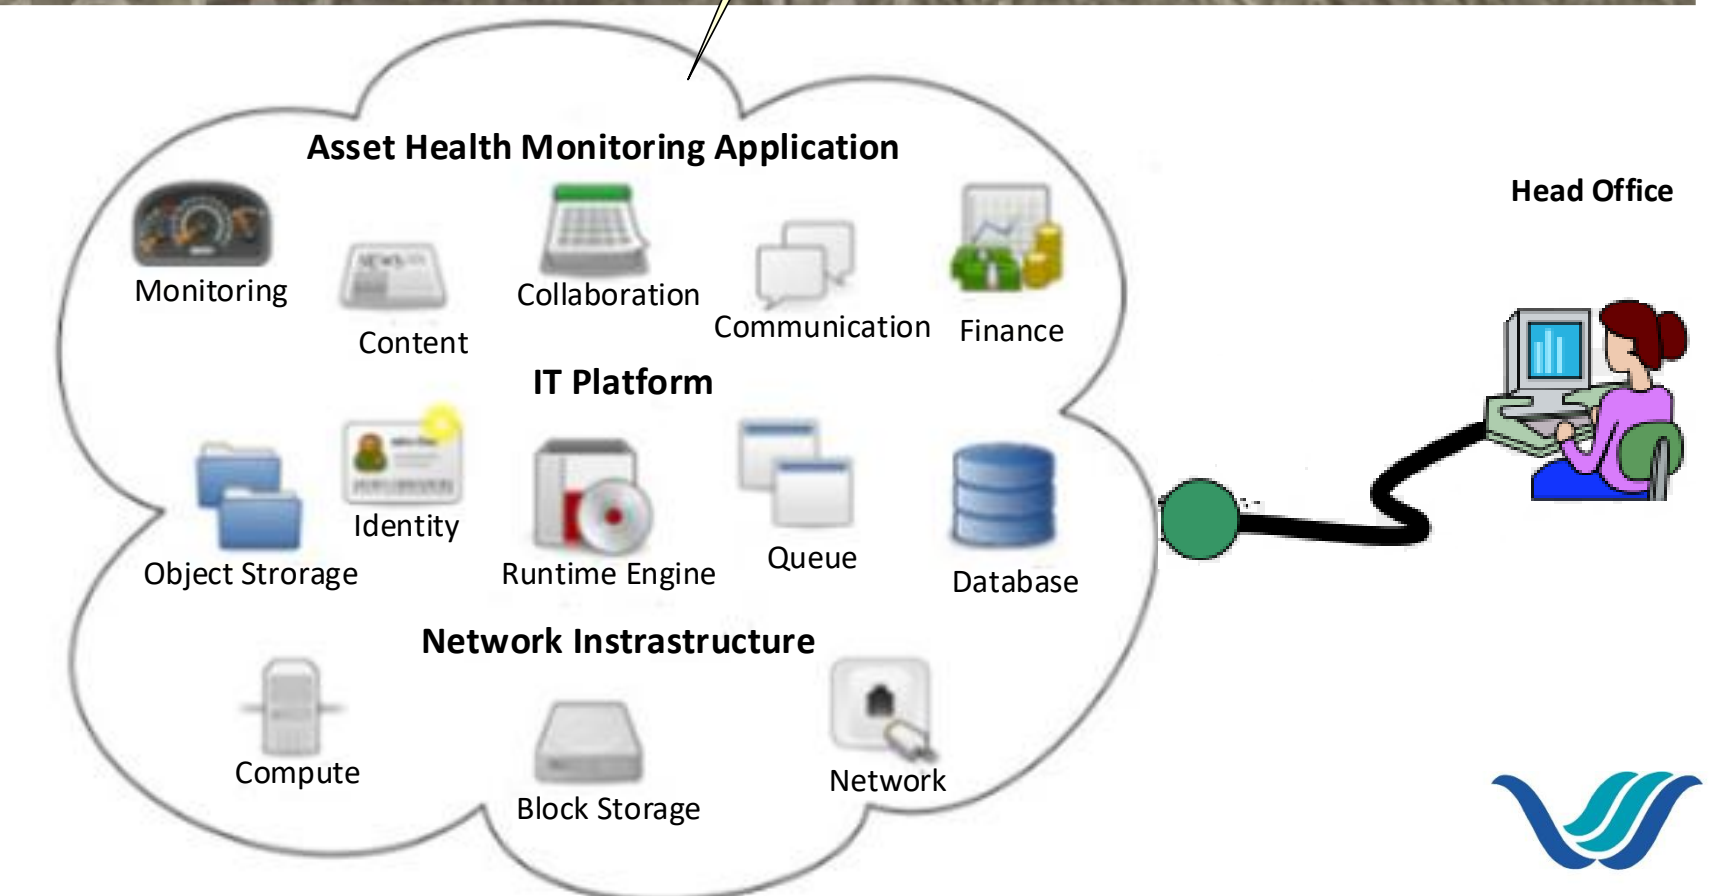 Asset Health Monitoring Application
Head Office
Monitoring
Content
Collaboration
Communication
Finance
IT Platform
Object Strorage
Identity
Runtime Engine
Queue
Database
Network Instrastructure
Compute
Block Storage
Network